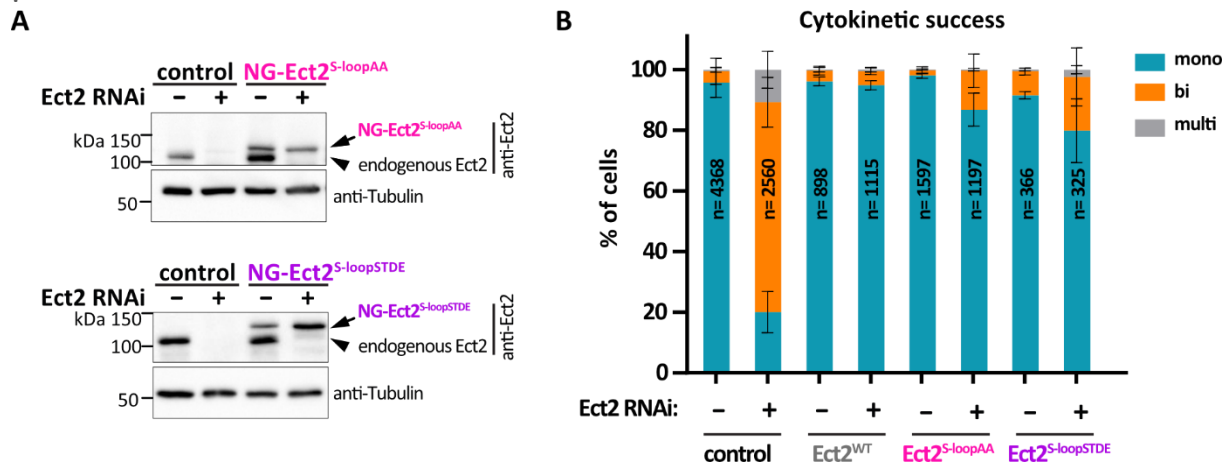 A
control NG-Ect2S-loopAA
Ect2 RNAi – + – +
kDa 150
100
NG-Ect2S-loopAA
endogenous Ect2
anti-Ect2
50
anti-Tubulin
control NG-Ect2S-loopSTDE
Ect2 RNAi – + – +
kDa 150
100
NG-Ect2S-loopSTDE
endogenous Ect2
anti-Ect2
50
anti-Tubulin
B
Cytokinetic success
mono
bi
multi
% of cells
100
80
60
40
20
0
n= 4368
n= 2560
n= 898
n= 1115
n= 1597
n= 1197
n= 366
n= 325
Ect2 RNAi: – + – + – + – +
control Ect2WT Ect2S-loopAA Ect2S-loopSTDE